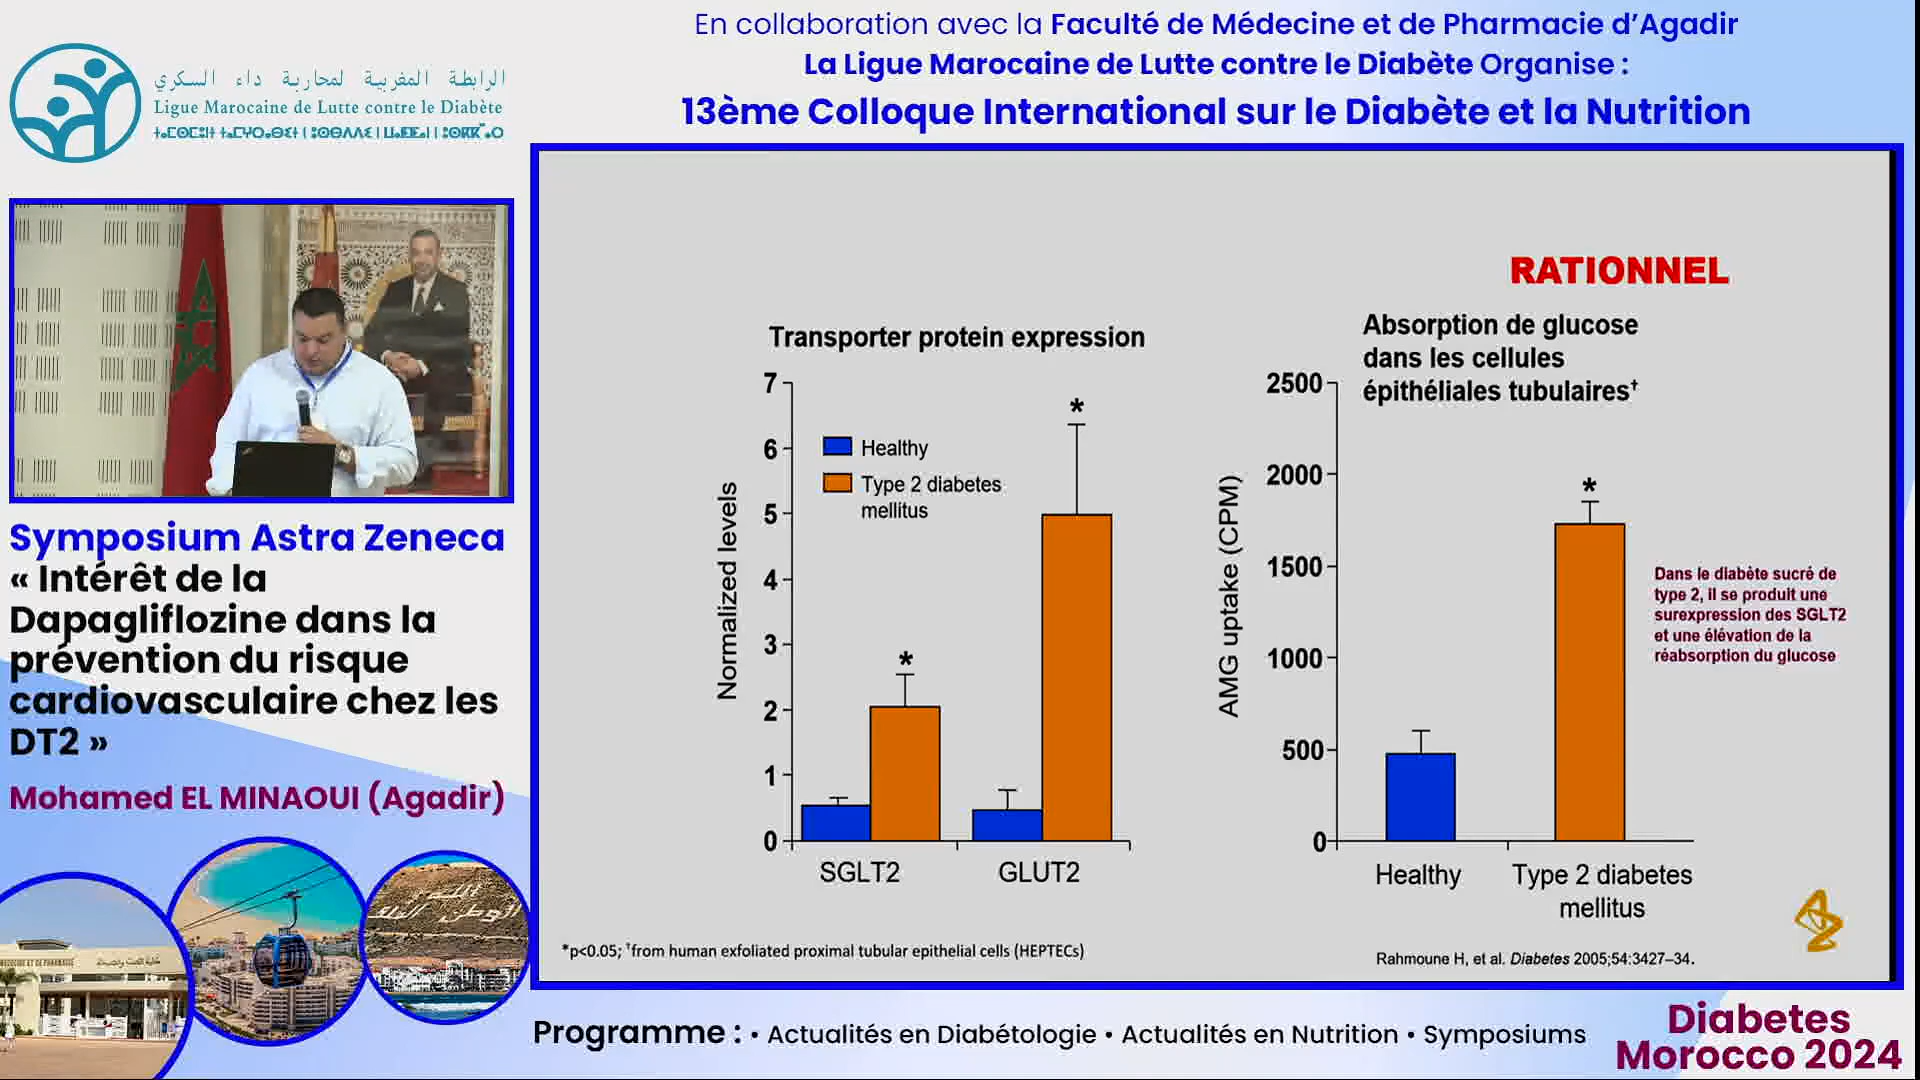 En collaboration avec la Faculté de Médecine et de Pharmacie d’Agadir
La Ligue Marocaine de Lutte contre le Diabète Organise :
13ème Colloque International sur le Diabète et la Nutrition
الرابطة المغربية لمحاربة داء السكري
Ligue Marocaine de Lutte contre le Diabète
Symposium Astra Zeneca
« Intérêt de la
Dapagliflozine dans la
prévention du risque
cardiovasculaire chez les
DT2 »
Mohamed EL MINAOUI (Agadir)
RATIONNEL
Transporter protein expression
7
6
5
4
3
2
1
0
Normalized levels
Healthy
Type 2 diabetes
mellitus
*
*
SGLT2
GLUT2
*p<0.05; †from human exfoliated proximal tubular epithelial cells (HEPTECs)
Absorption de glucose
dans les cellules
épithéliales tubulaires†
2500
2000
1500
1000
500
0
AMG uptake (CPM)
*
Healthy
Type 2 diabetes
mellitus
Dans le diabète sucré de
type 2, il se produit une
surexpression des SGLT2
et une élévation de la
réabsorption du glucose
Rahmoune H, et al. Diabetes 2005;54:3427–34.
Programme : • Actualités en Diabétologie • Actualités en Nutrition • Symposiums
Diabetes
Morocco 2024